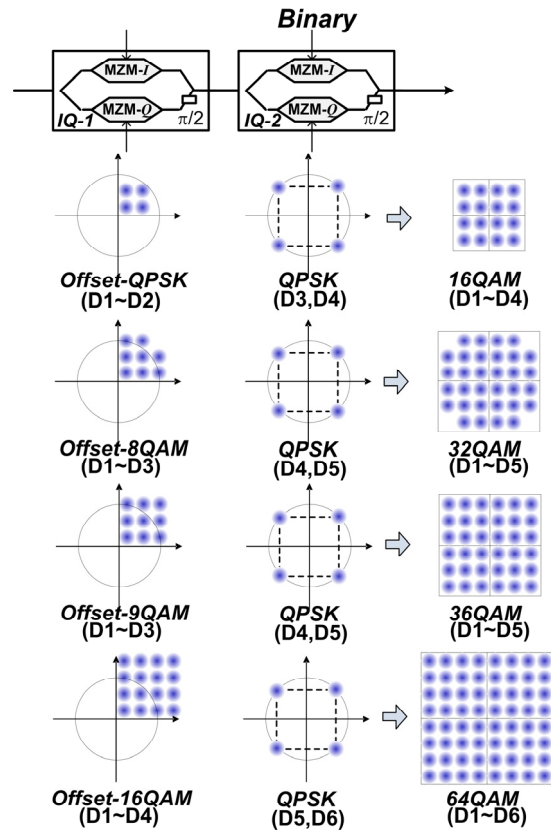 Binary
MZM-I MZM-I
MZM-Q MZM-Q
IQ-1 π/2 IQ-2 π/2
Offset-QPSK QPSK 16QAM
(D1~D2) (D3,D4) (D1~D4)
Offset-8QAM QPSK 32QAM
(D1~D3) (D4,D5) (D1~D5)
Offset-9QAM QPSK 36QAM
(D1~D3) (D4,D5) (D1~D5)
Offset-16QAM QPSK 64QAM
(D1~D4) (D5,D6) (D1~D6)